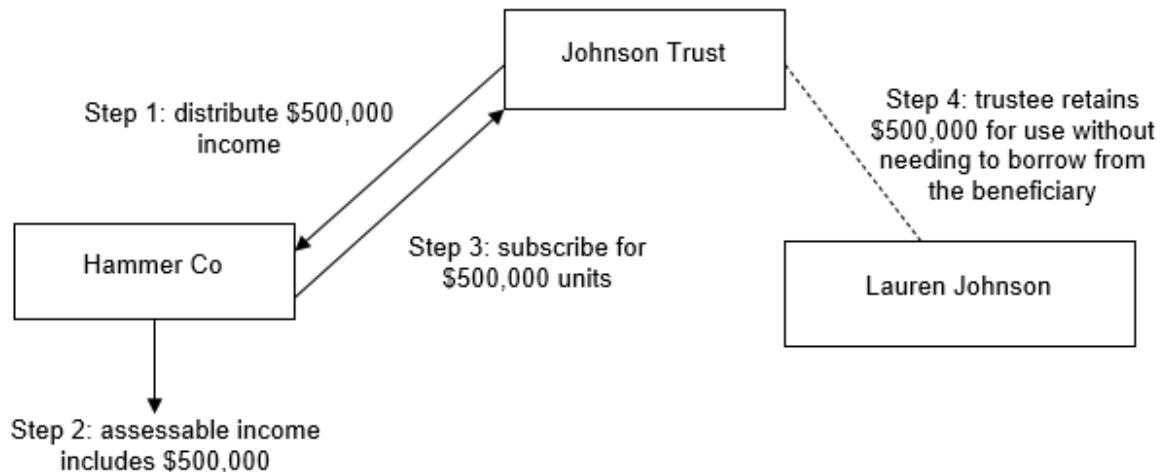 Johnson Trust
Step 1: distribute $500,000
income
Step 4: trustee retains
$500,000 for use without
needing to borrow from
the beneficiary
Hammer Co
Step 3: subscribe for
$500,000 units
Lauren Johnson
Step 2: assessable income
includes $500,000